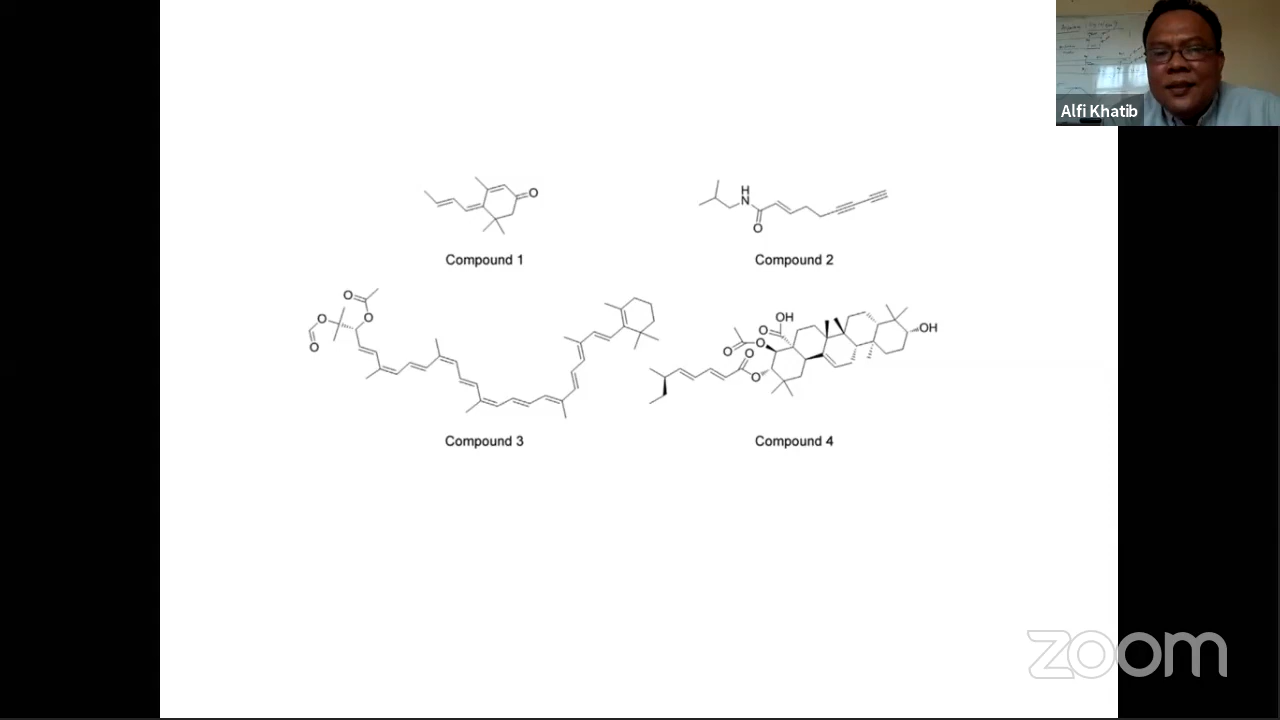 Alfi Khatib
O
Compound 1
H
N
O
Compound 2
O
O
O
O
Compound 3
OH
O
O
O
O
O
OH
Compound 4
zoom